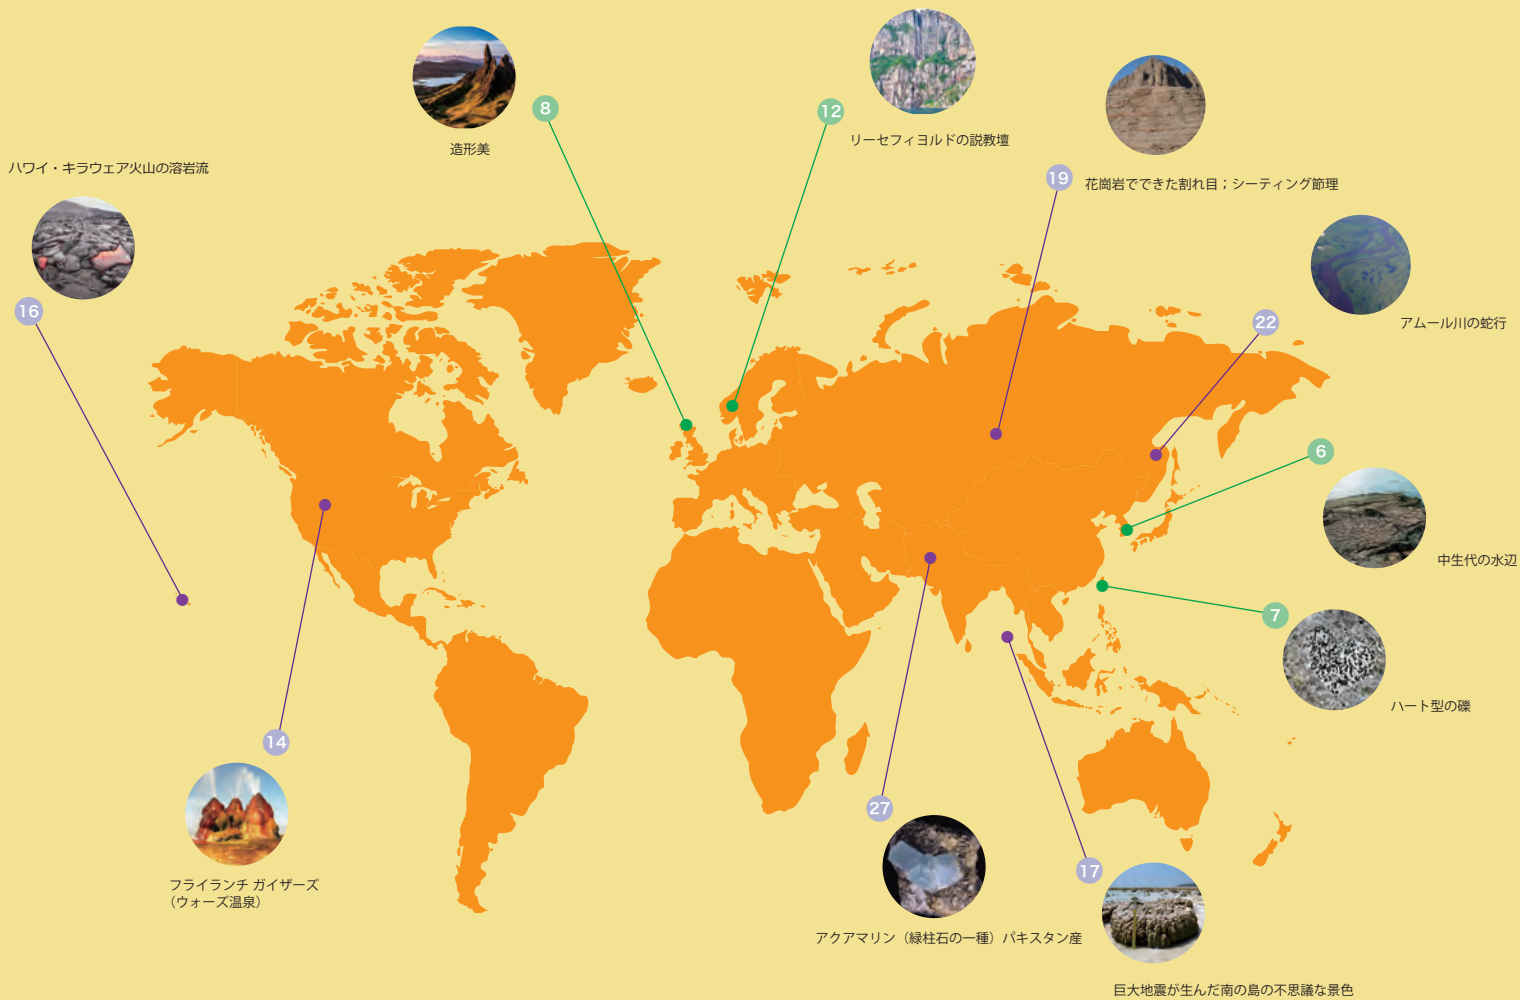 8
造形美
12
リーセフィヨルドの説教壇
19
花崗岩でできた割れ目；シーティング節理
ハワイ・キラウェア火山の溶岩流
16
22
アムール川の蛇行
6
中生代の水辺
7
ハート型の礫
14
フライランチ ガイザーズ
（ウォーズ温泉）
27
アクアマリン（緑柱石の一種）パキスタン産
17
巨大地震が生んだ南の島の不思議な景色